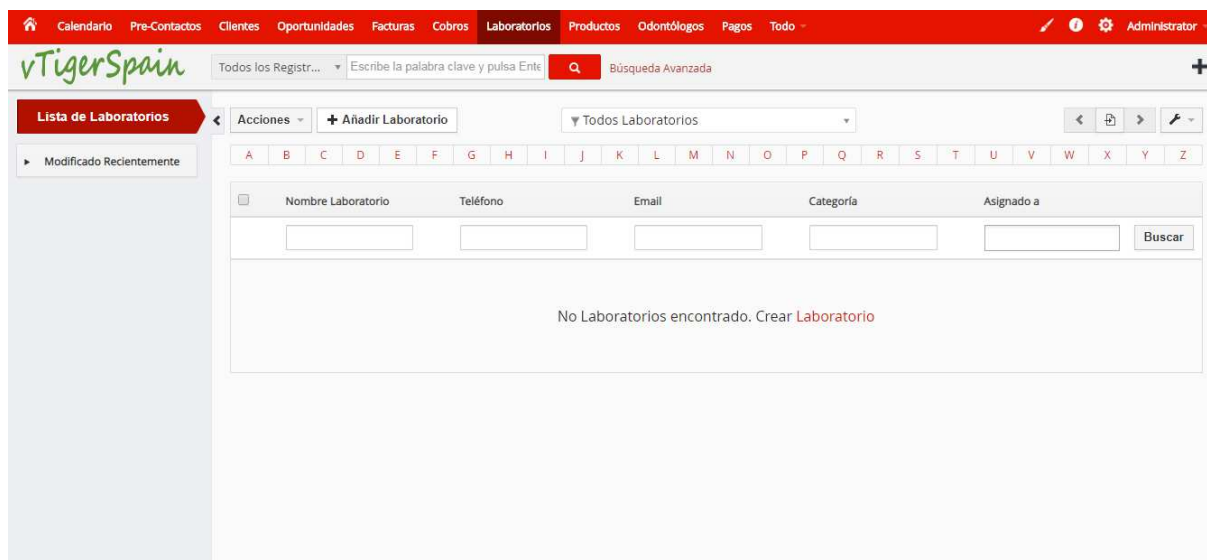 Calendario Pre-Contactos Clientes Oportunidades Facturas Cobros Laboratorios Productos Odontólogos Pagos Todo Administrator
vTigerSpain Todos los Registr... Escribe la palabra clave y pulsa Ente Búsqueda Avanzada
Lista de Laboratorios Acciones Añadir Laboratorio Todos Laboratorios
Modificado Recientemente A B C D E F G H I J K L M N O P Q R S T U V W X Y Z
Nombre Laboratorio Teléfono Email Categoría Asignado a
Buscar
No Laboratorios encontrado. Crear Laboratorio